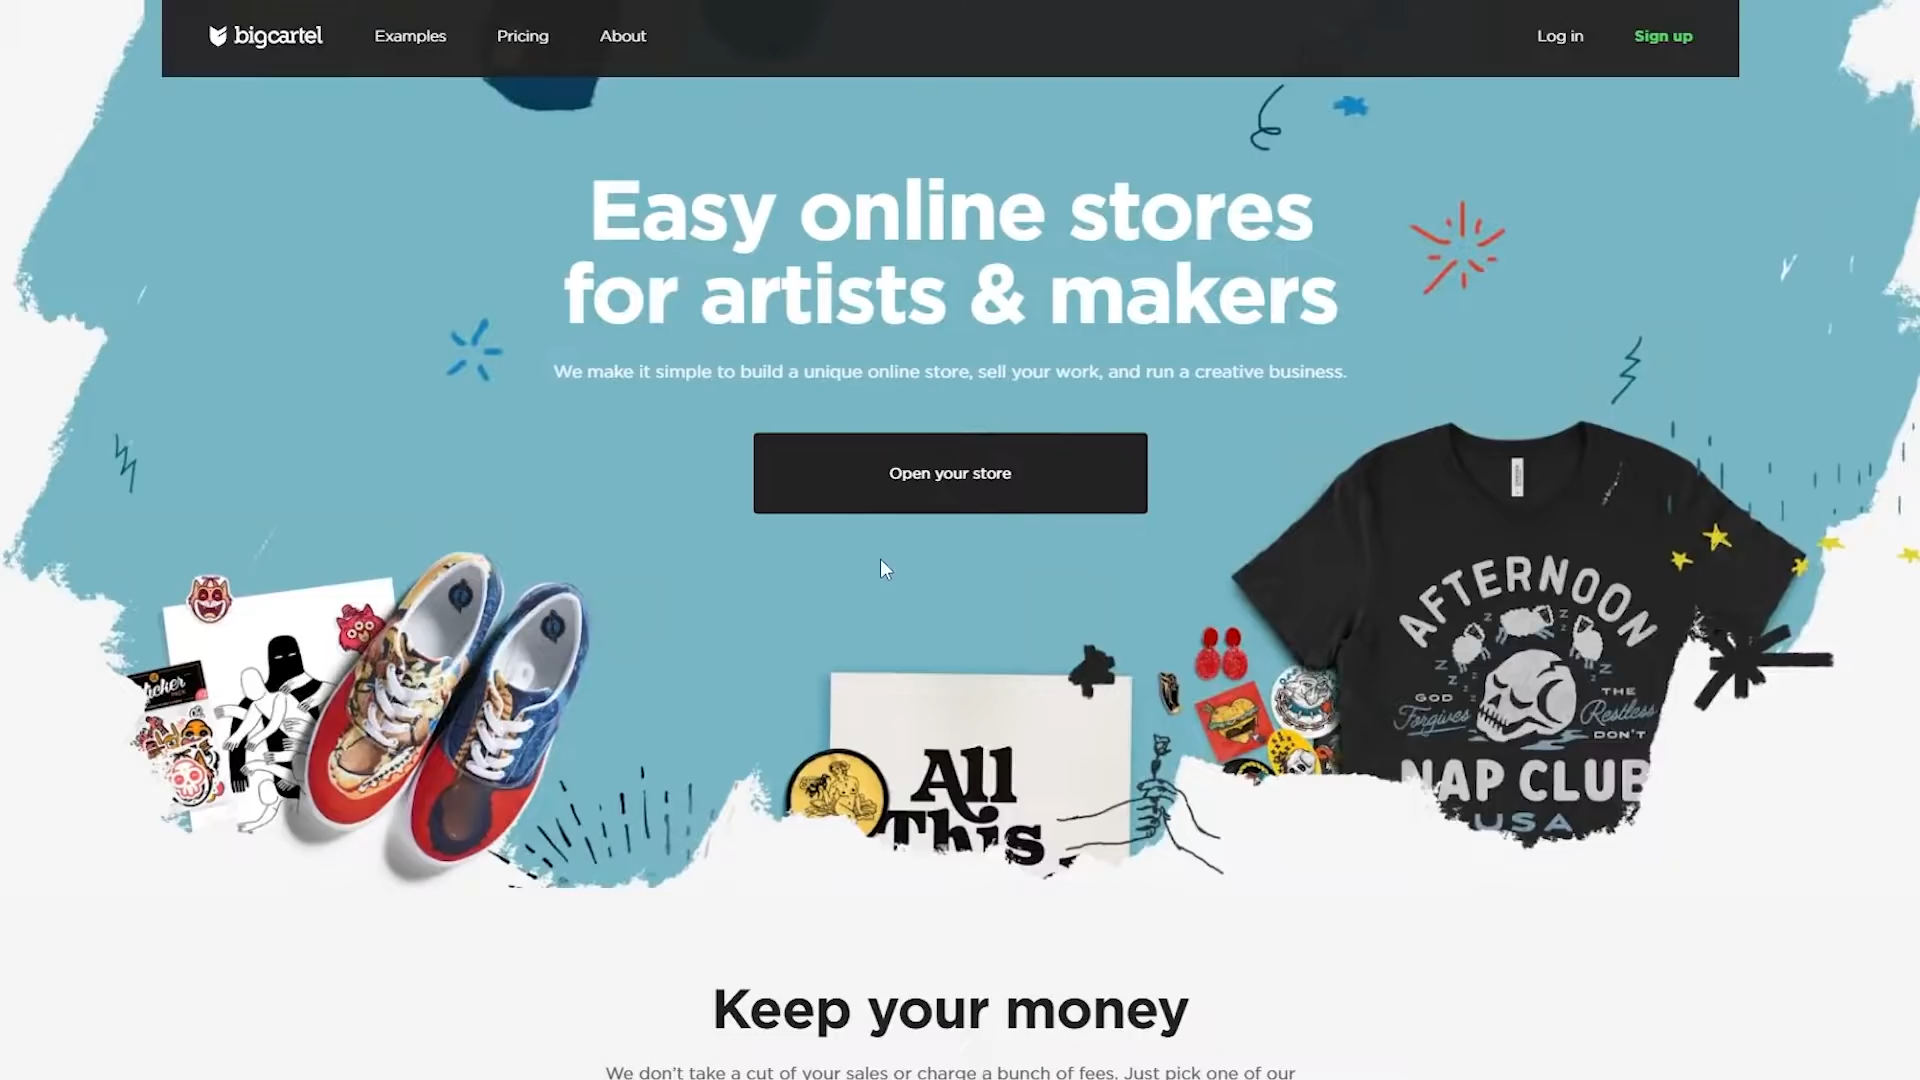 bigcartel
Examples
Pricing
About
Log in
Sign up
Easy online stores
for artists & makers
We make it simple to build a unique online store, sell your work, and run a creative business.
Open your store
AFTERNOON
GOD
Forgives
THE
Restless
DON'T
NAP CLUB
USA
All
This
Keep your money
We don't take a cut of your sales or charge a bunch of fees. Just pick one of our